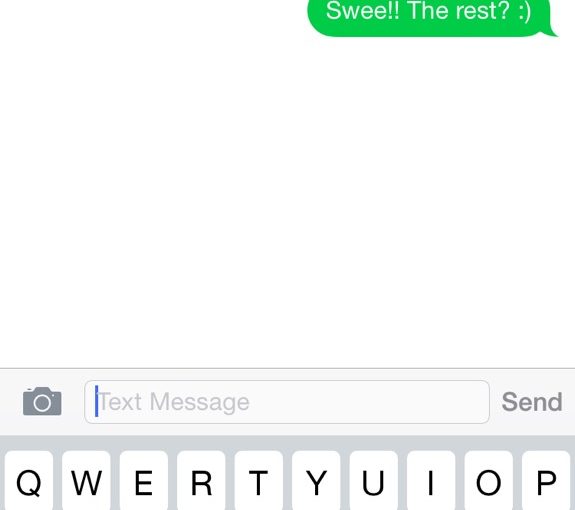 Swee!! The rest? :)
Text Message
Send
Q W E R T Y U I O P